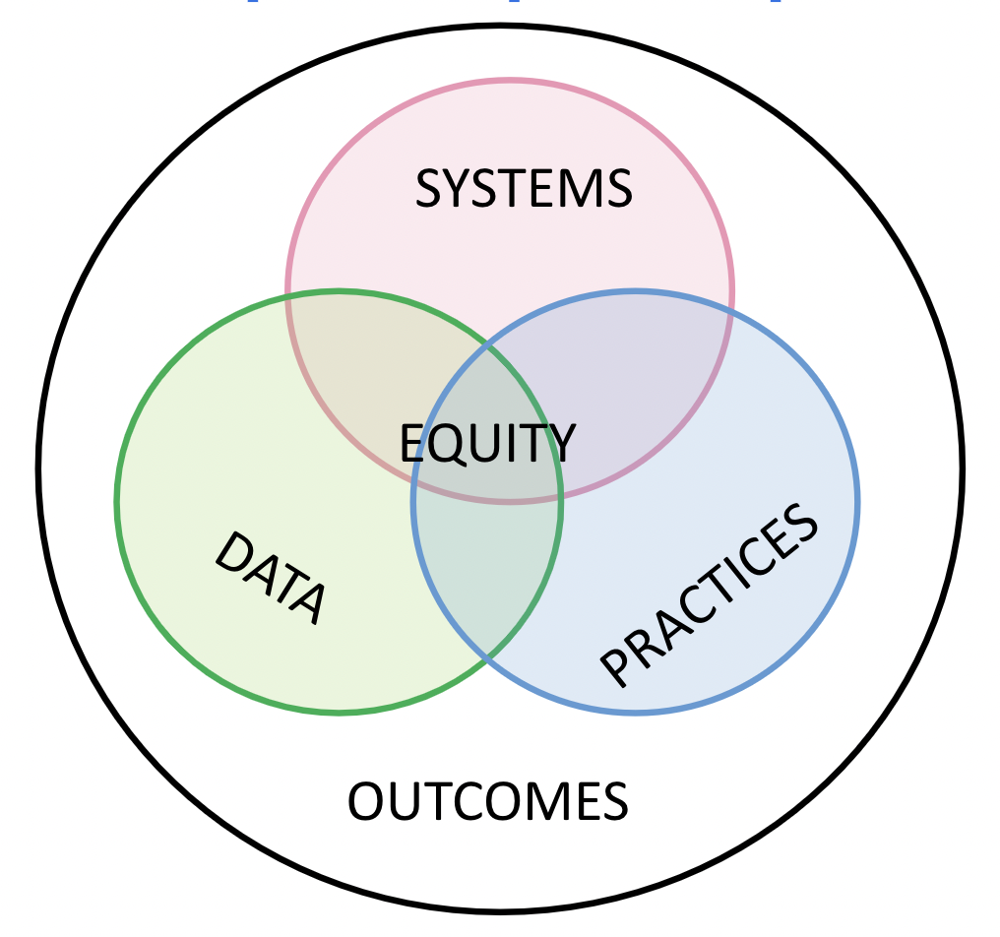 SYSTEMS
EQUITY
DATA
PRACTICES
OUTCOMES